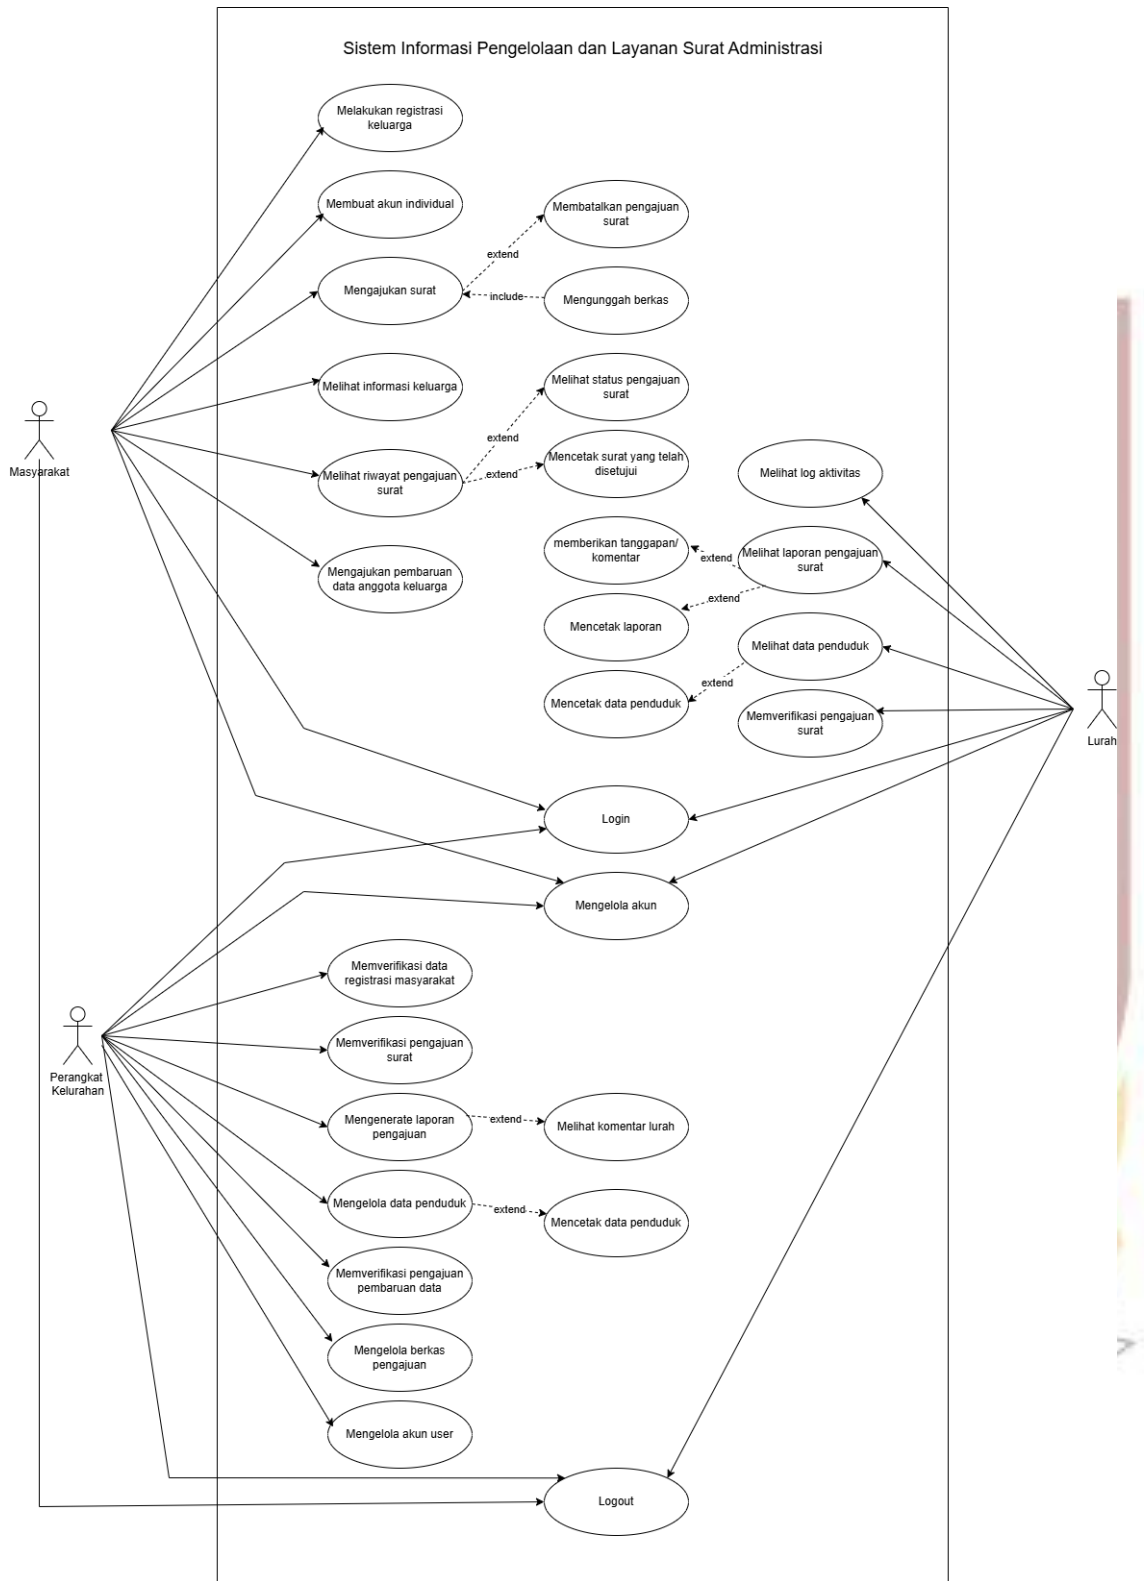 Sistem Informasi Pengelolaan dan Layanan Surat Administrasi
Melakukan registrasi
keluarga
Membuat akun individual
Membatalkan pengajuan
surat
extend
Mengajukan surat
include
Mengunggah berkas
Melihat informasi keluarga
Melihat status pengajuan
surat
extend
Masyarakat
Melihat riwayat pengajuan
surat
extend
Mencetak surat yang telah
disetujui
Melihat log aktivitas
memberikan tanggapan/
komentar
extend
Melihat laporan pengajuan
surat
Mengajukan pembaruan
data anggota keluarga
extend
Mencetak laporan
Melihat data penduduk
extend
Mencetak data penduduk
Memverifikasi pengajuan
surat
Lurah
Login
Mengelola akun
Memverifikasi data
registrasi masyarakat
Memverifikasi pengajuan
surat
Perangkat
Kelurahan
Mengenerate laporan
pengajuan
extend
Melihat komentar lurah
Mengelola data penduduk
extend
Mencetak data penduduk
Memverifikasi pengajuan
pembaruan data
Mengelola berkas
pengajuan
Mengelola akun user
Logout